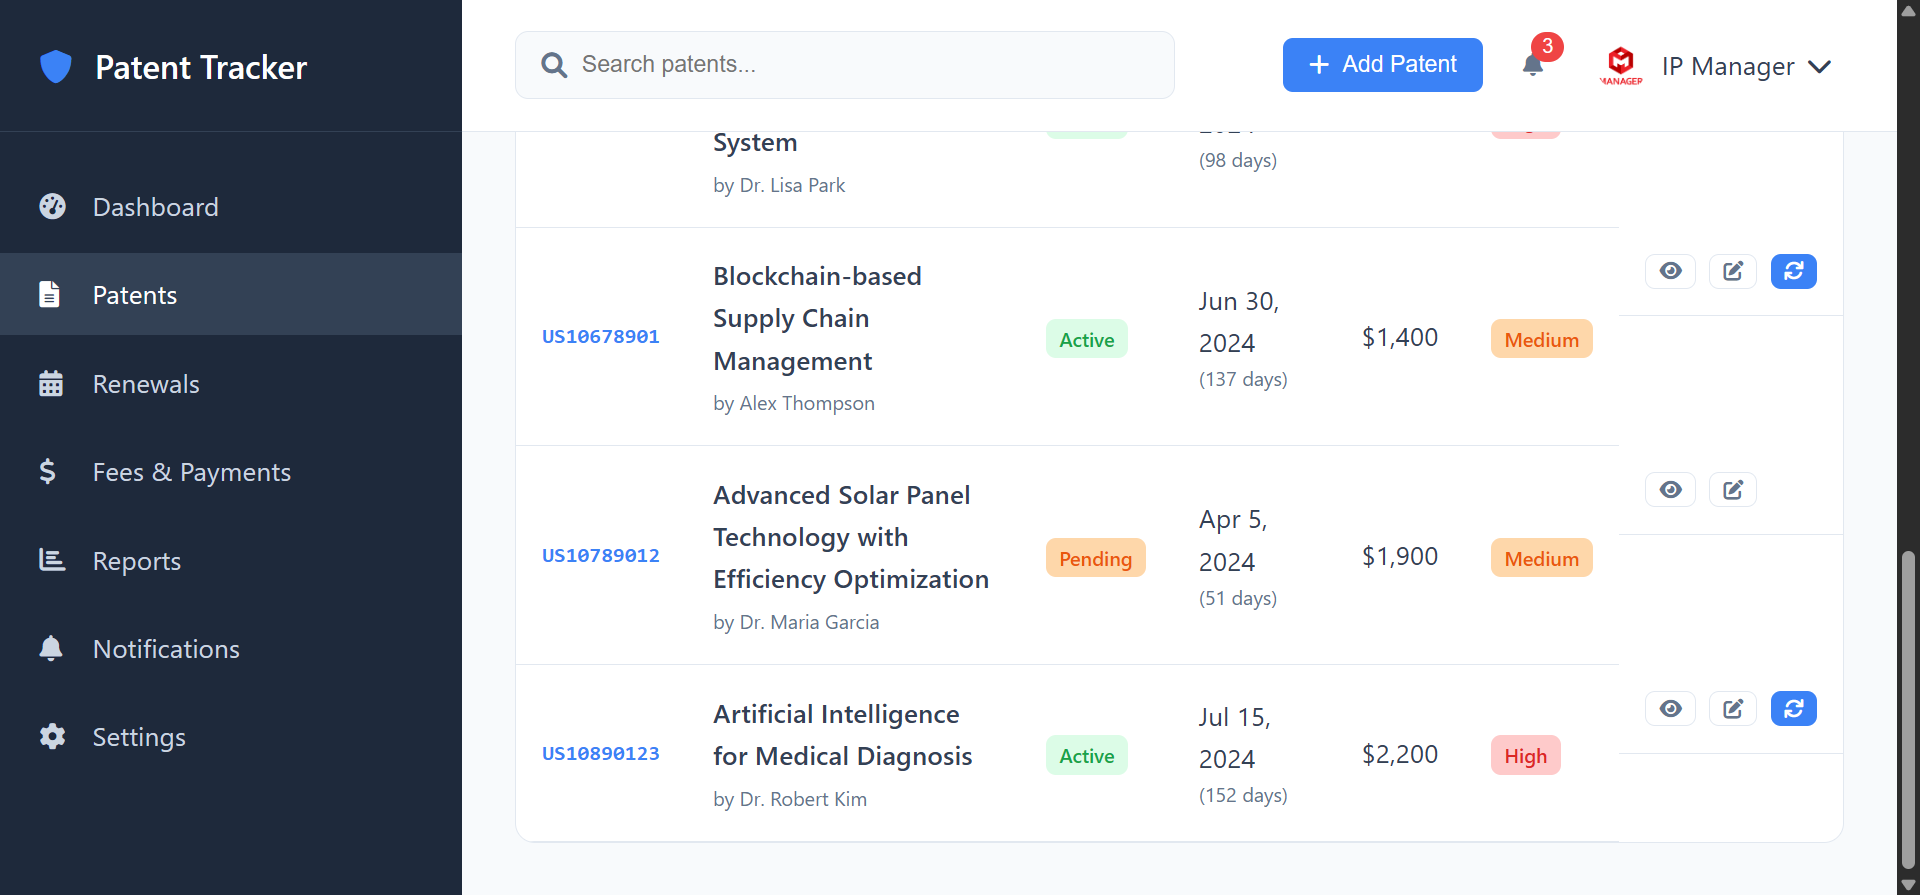 Patent Tracker
Dashboard
Patents
Renewals
Fees & Payments
Reports
Notifications
Settings
Search patents...
+ Add Patent
3
MANAGER
IP Manager
System
by Dr. Lisa Park
(98 days)
US10678901
Blockchain-based
Supply Chain
Management
by Alex Thompson
Active
Jun 30,
2024
(137 days)
$1,400
Medium
US10789012
Advanced Solar Panel
Technology with
Efficiency Optimization
by Dr. Maria Garcia
Pending
Apr 5,
2024
(51 days)
$1,900
Medium
US10890123
Artificial Intelligence
for Medical Diagnosis
by Dr. Robert Kim
Active
Jul 15,
2024
(152 days)
$2,200
High